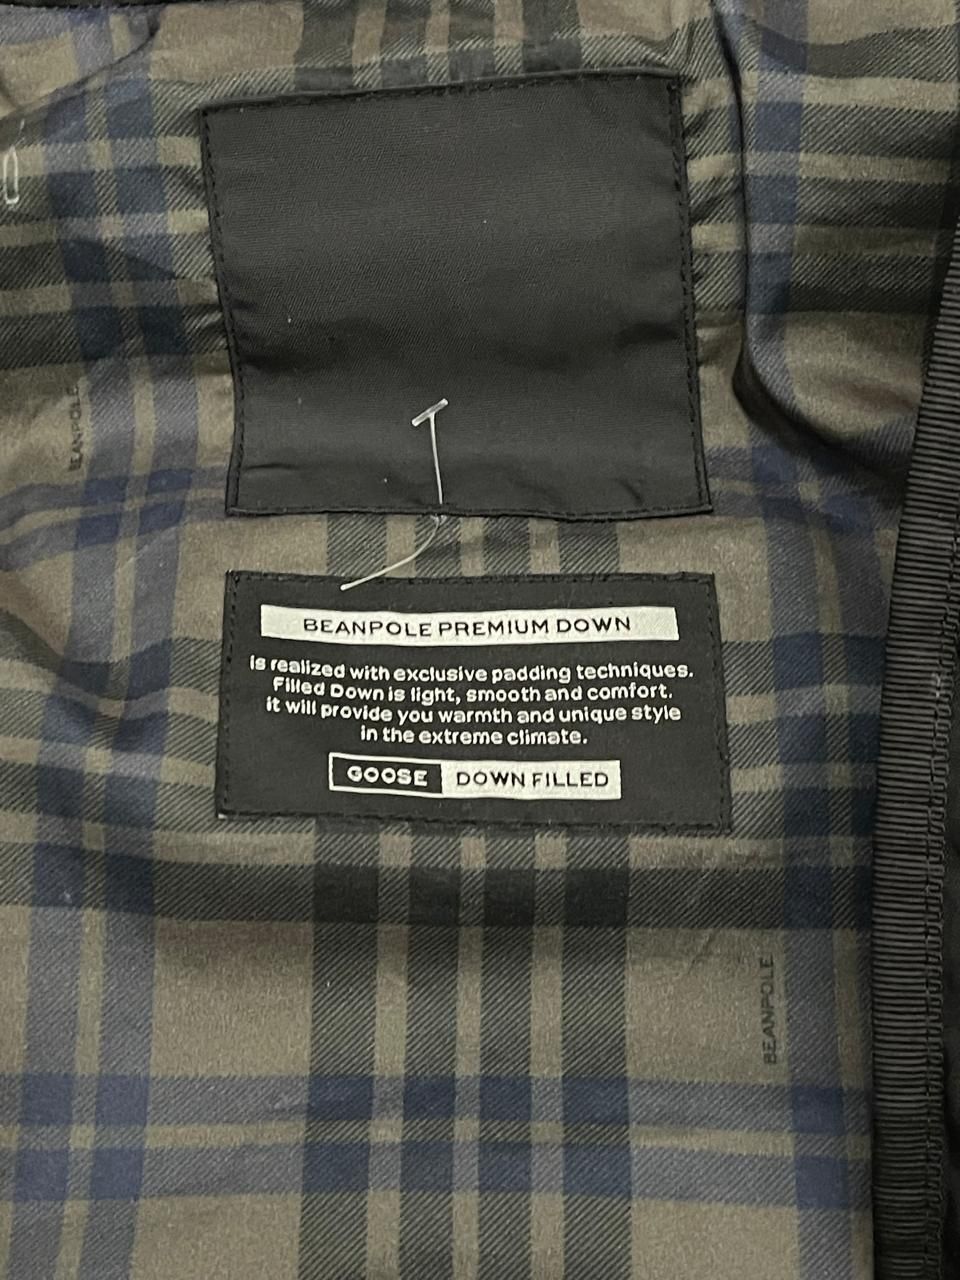 BEANPOLE
BEANPOLE PREMIUM DOWN
is realized with exclusive padding techniques.
Filled Down is light, smooth and comfort.
it will provide you warmth and unique style
in the extreme climate.
GOOSE DOWN FILLED
BEANPOLE